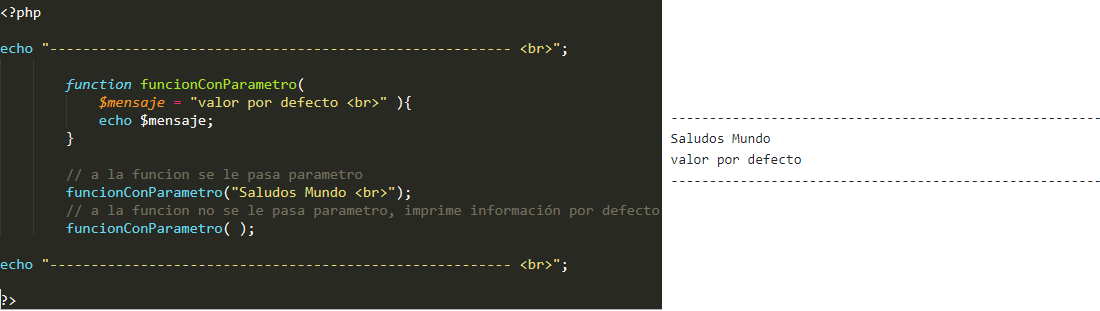 <?php
echo "-------------------------------------------------------- <br>";
function funcionConParametro(
$mensaje = "valor por defecto <br>" ){
echo $mensaje;
}
// a la funcion se le pasa parametro
funcionConParametro("Saludos Mundo <br>");
// a la funcion no se le pasa parametro, imprime información por defecto
funcionConParametro( );
echo "-------------------------------------------------------- <br>";
?>
--------------------------------------------------------
Saludos Mundo
valor por defecto
--------------------------------------------------------